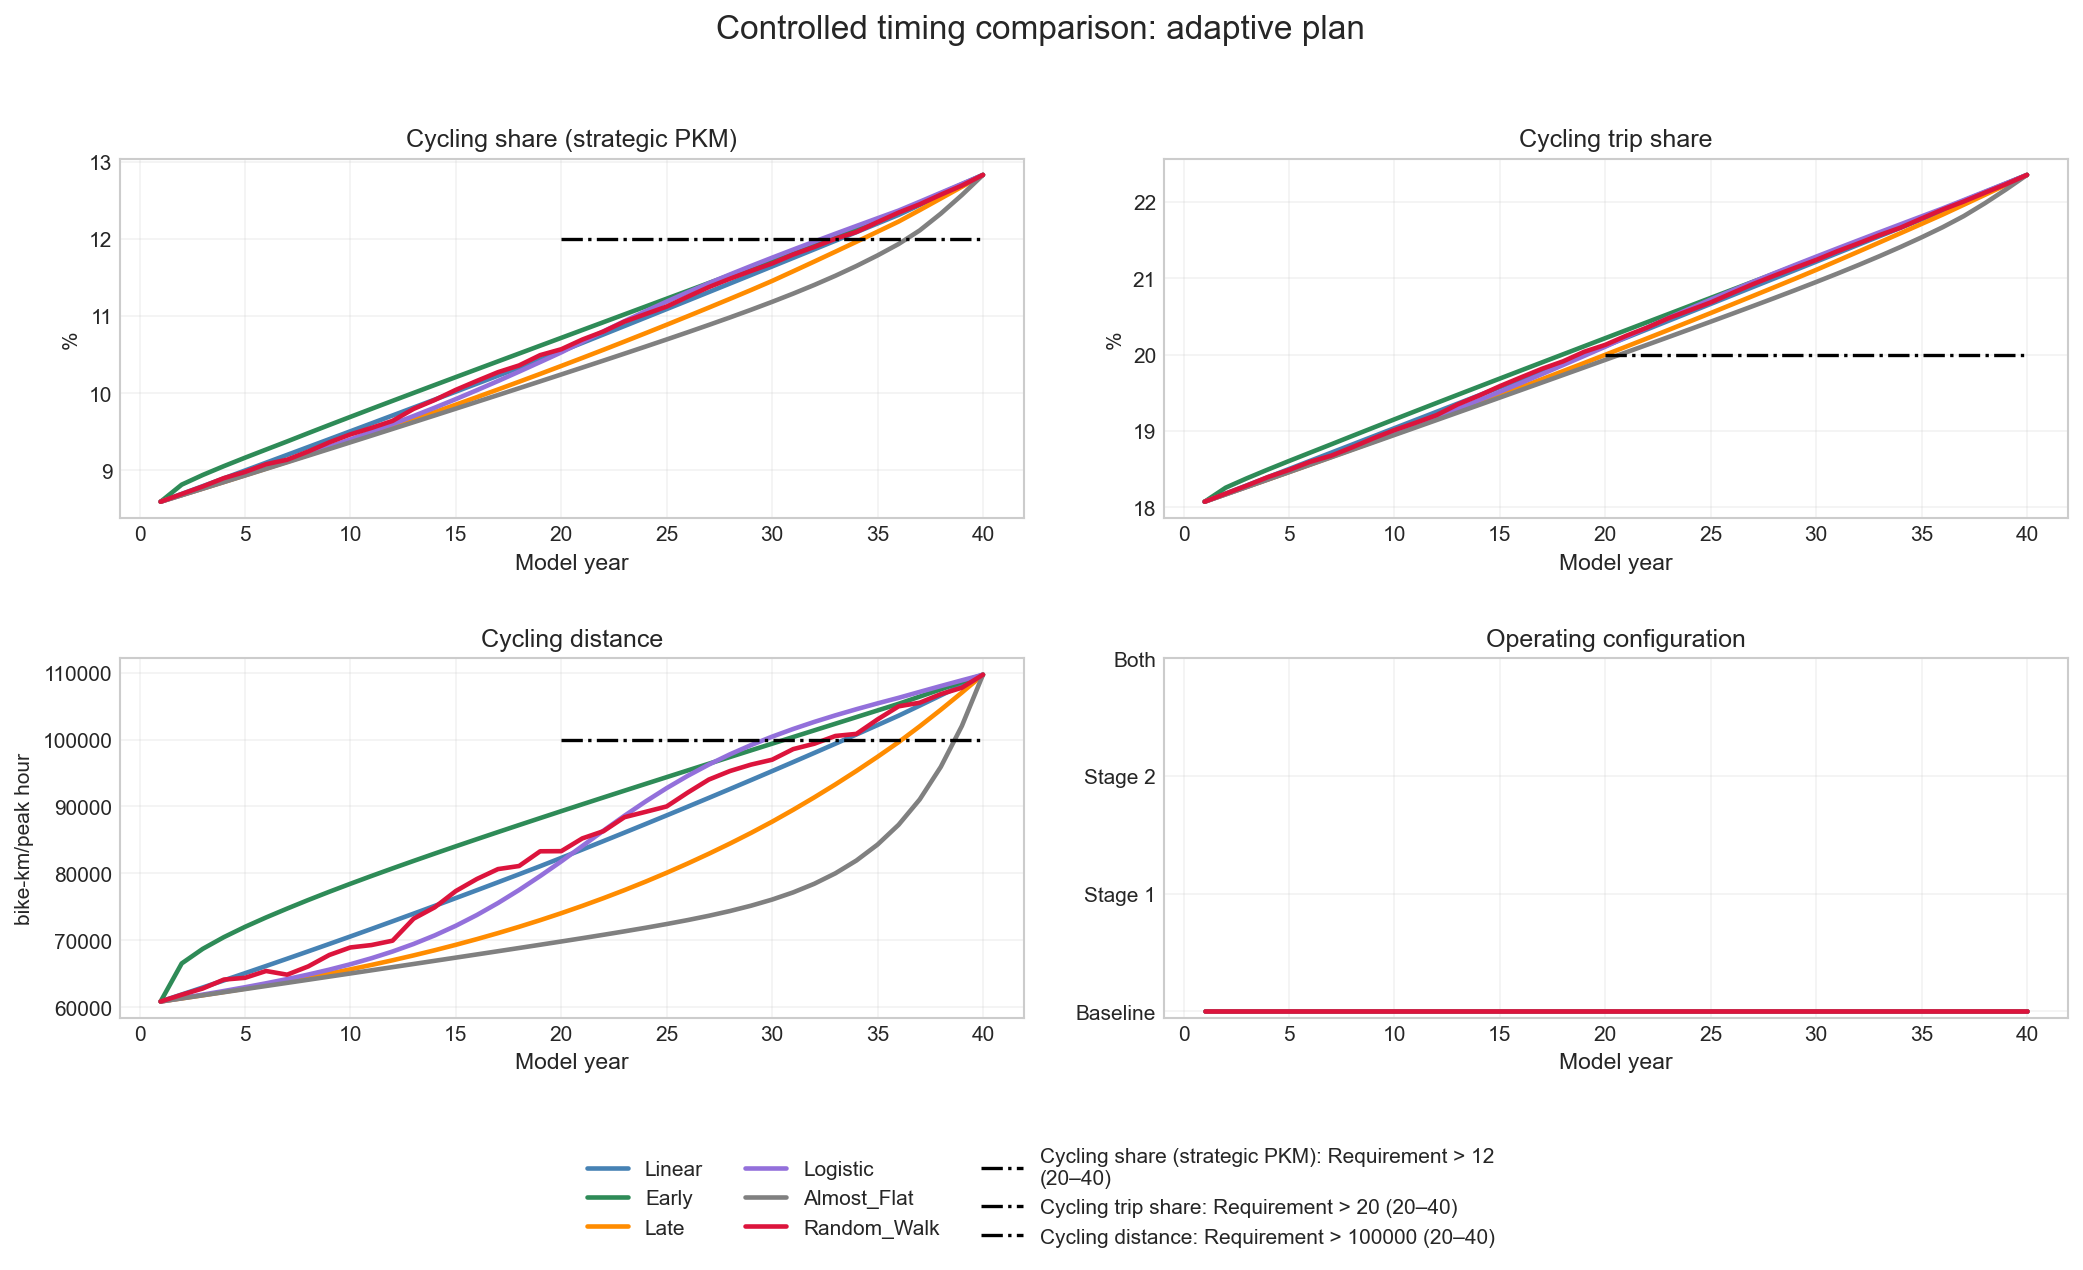 Controlled timing comparison: adaptive plan
Cycling share (strategic PKM)
13
12
11
10
9
%
0 5 10 15 20 25 30 35 40
Model year
Cycling trip share
22
21
20
19
18
%
0 5 10 15 20 25 30 35 40
Model year
Cycling distance
110000
100000
90000
80000
70000
60000
bike-km/peak hour
0 5 10 15 20 25 30 35 40
Model year
Operating configuration
Both
Stage 2
Stage 1
Baseline
0 5 10 15 20 25 30 35 40
Model year
Linear
Early
Late
Logistic
Almost_Flat
Random_Walk
Cycling share (strategic PKM): Requirement > 12
(20–40)
Cycling trip share: Requirement > 20 (20–40)
Cycling distance: Requirement > 100000 (20–40)